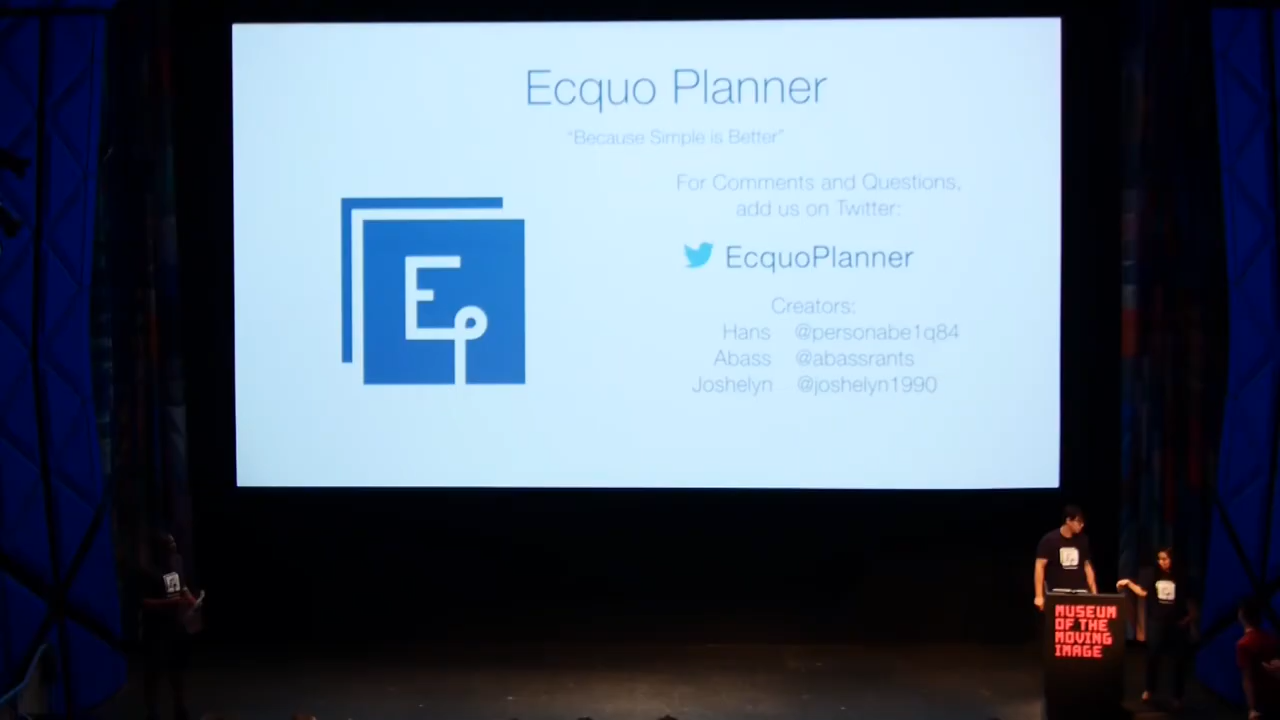 Ecquo Planner
"Because Simple is Better"
For Comments and Questions,
add us on Twitter:
EcquoPlanner
Creators:
Hans @personabe1q84
Abass @abassrants
Joshelyn @joshelyn1990
E
MUSEUM
OF THE
MOVING
IMAGE